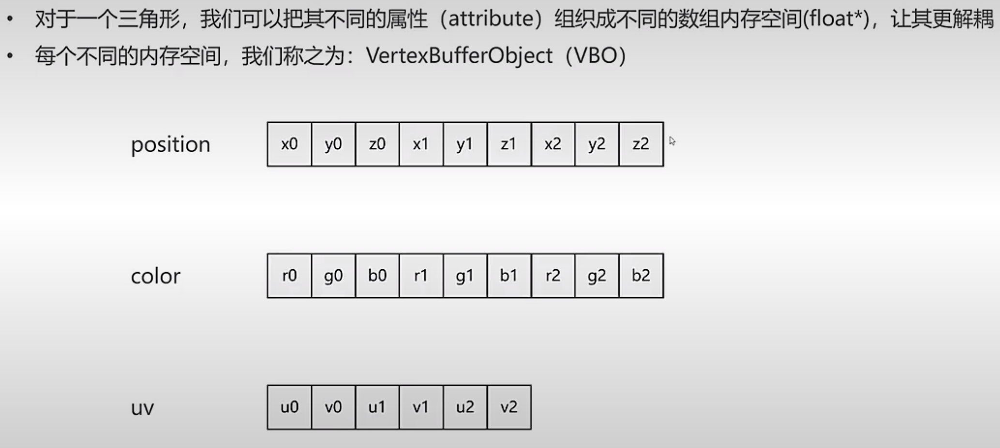 • 对于一个三角形，我们可以把其不同的属性（attribute）组织成不同的数组内存空间(float*)，让其更解耦
• 每个不同的内存空间，我们称之为：VertexBufferObject（VBO）
position x0 y0 z0 x1 y1 z1 x2 y2 z2
color r0 g0 b0 r1 g1 b1 r2 g2 b2
uv u0 v0 u1 v1 u2 v2